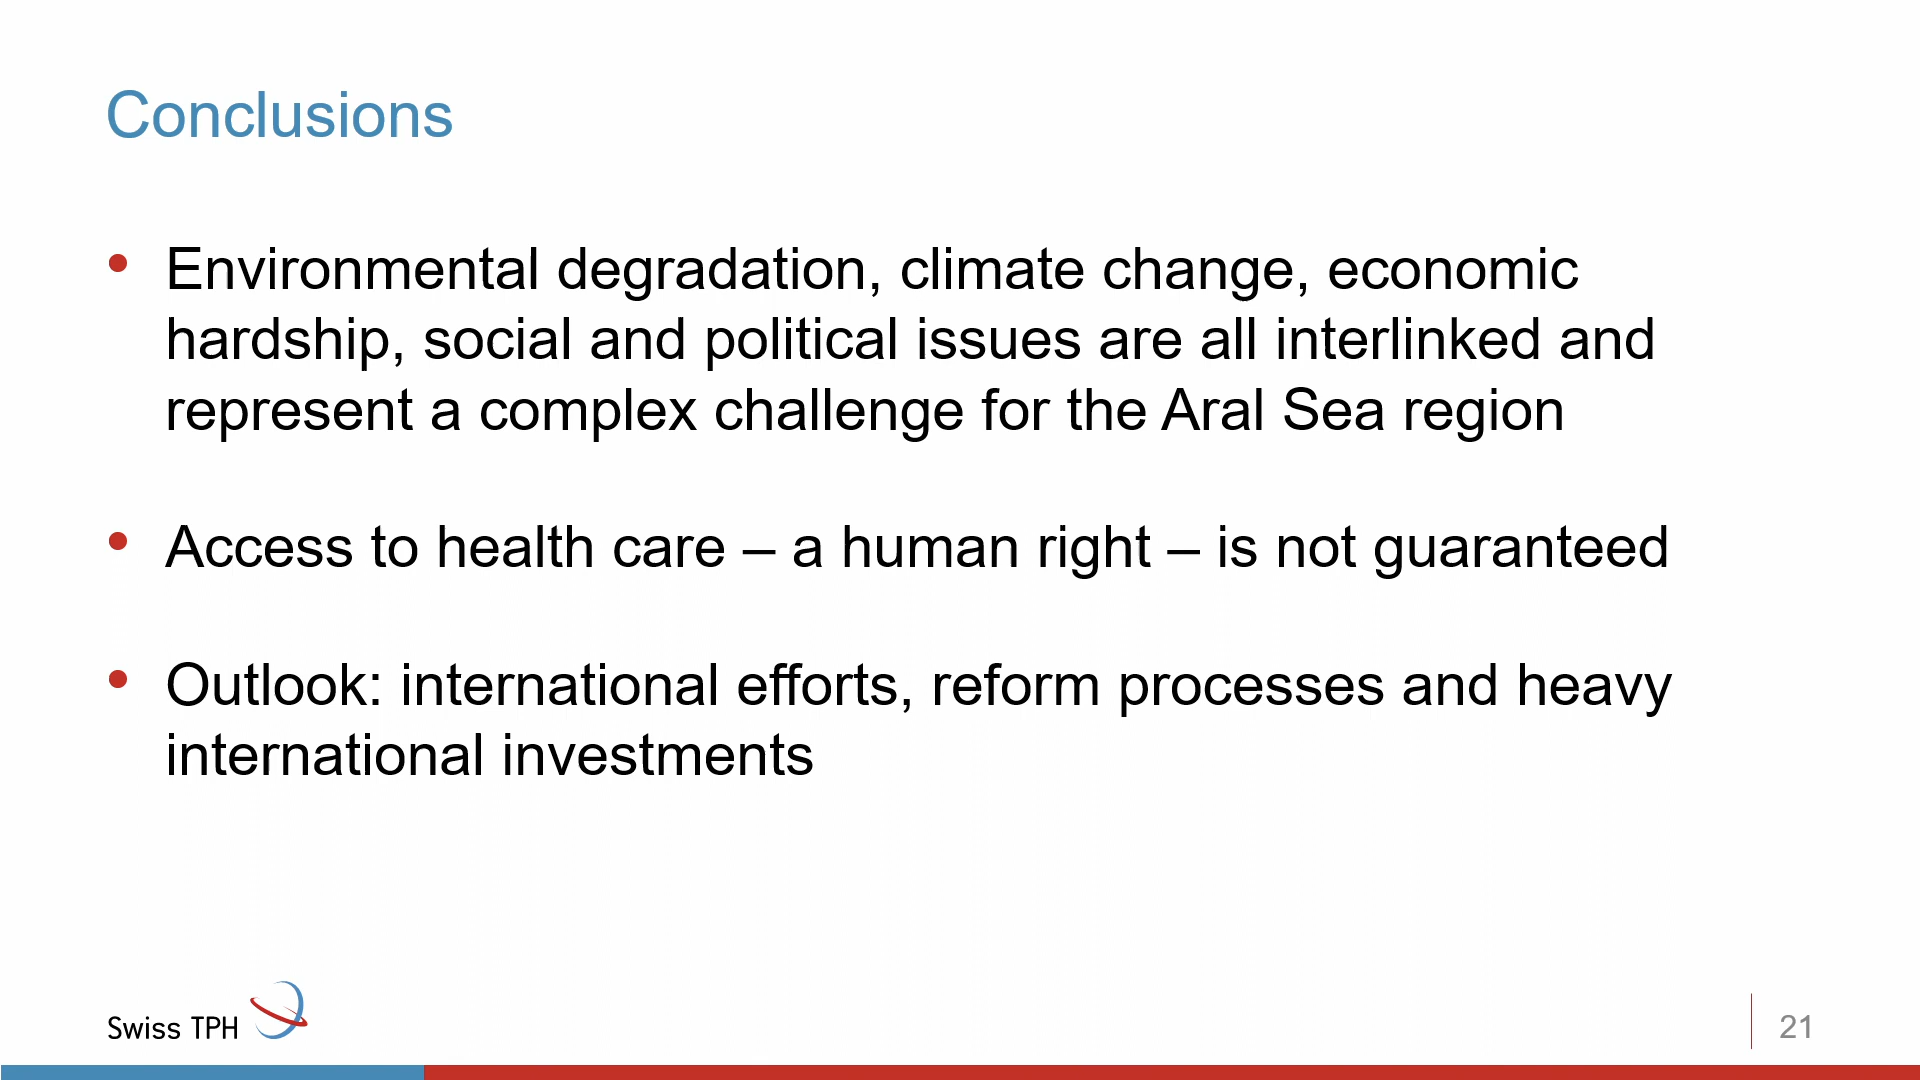 Conclusions
• Environmental degradation, climate change, economic
hardship, social and political issues are all interlinked and
represent a complex challenge for the Aral Sea region
• Access to health care – a human right – is not guaranteed
• Outlook: international efforts, reform processes and heavy
international investments
Swiss TPH
21